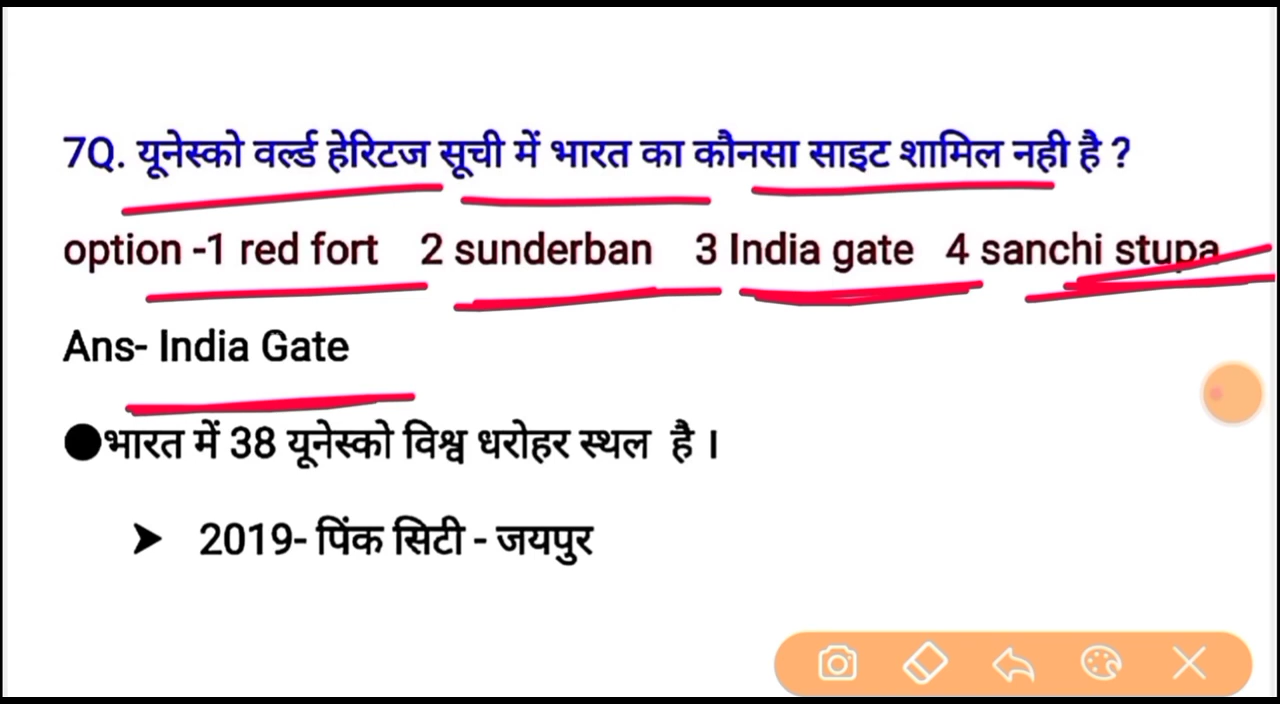 7Q. यूनेस्को वर्ल्ड हेरिटज सूची में भारत का कौनसा साइट शामिल नही है ?
option -1 red fort 2 sunderban 3 India gate 4 sanchi stupa
Ans- India Gate
●भारत में 38 यूनेस्को विश्व धरोहर स्थल है ।
➤ 2019- पिंक सिटी - जयपुर